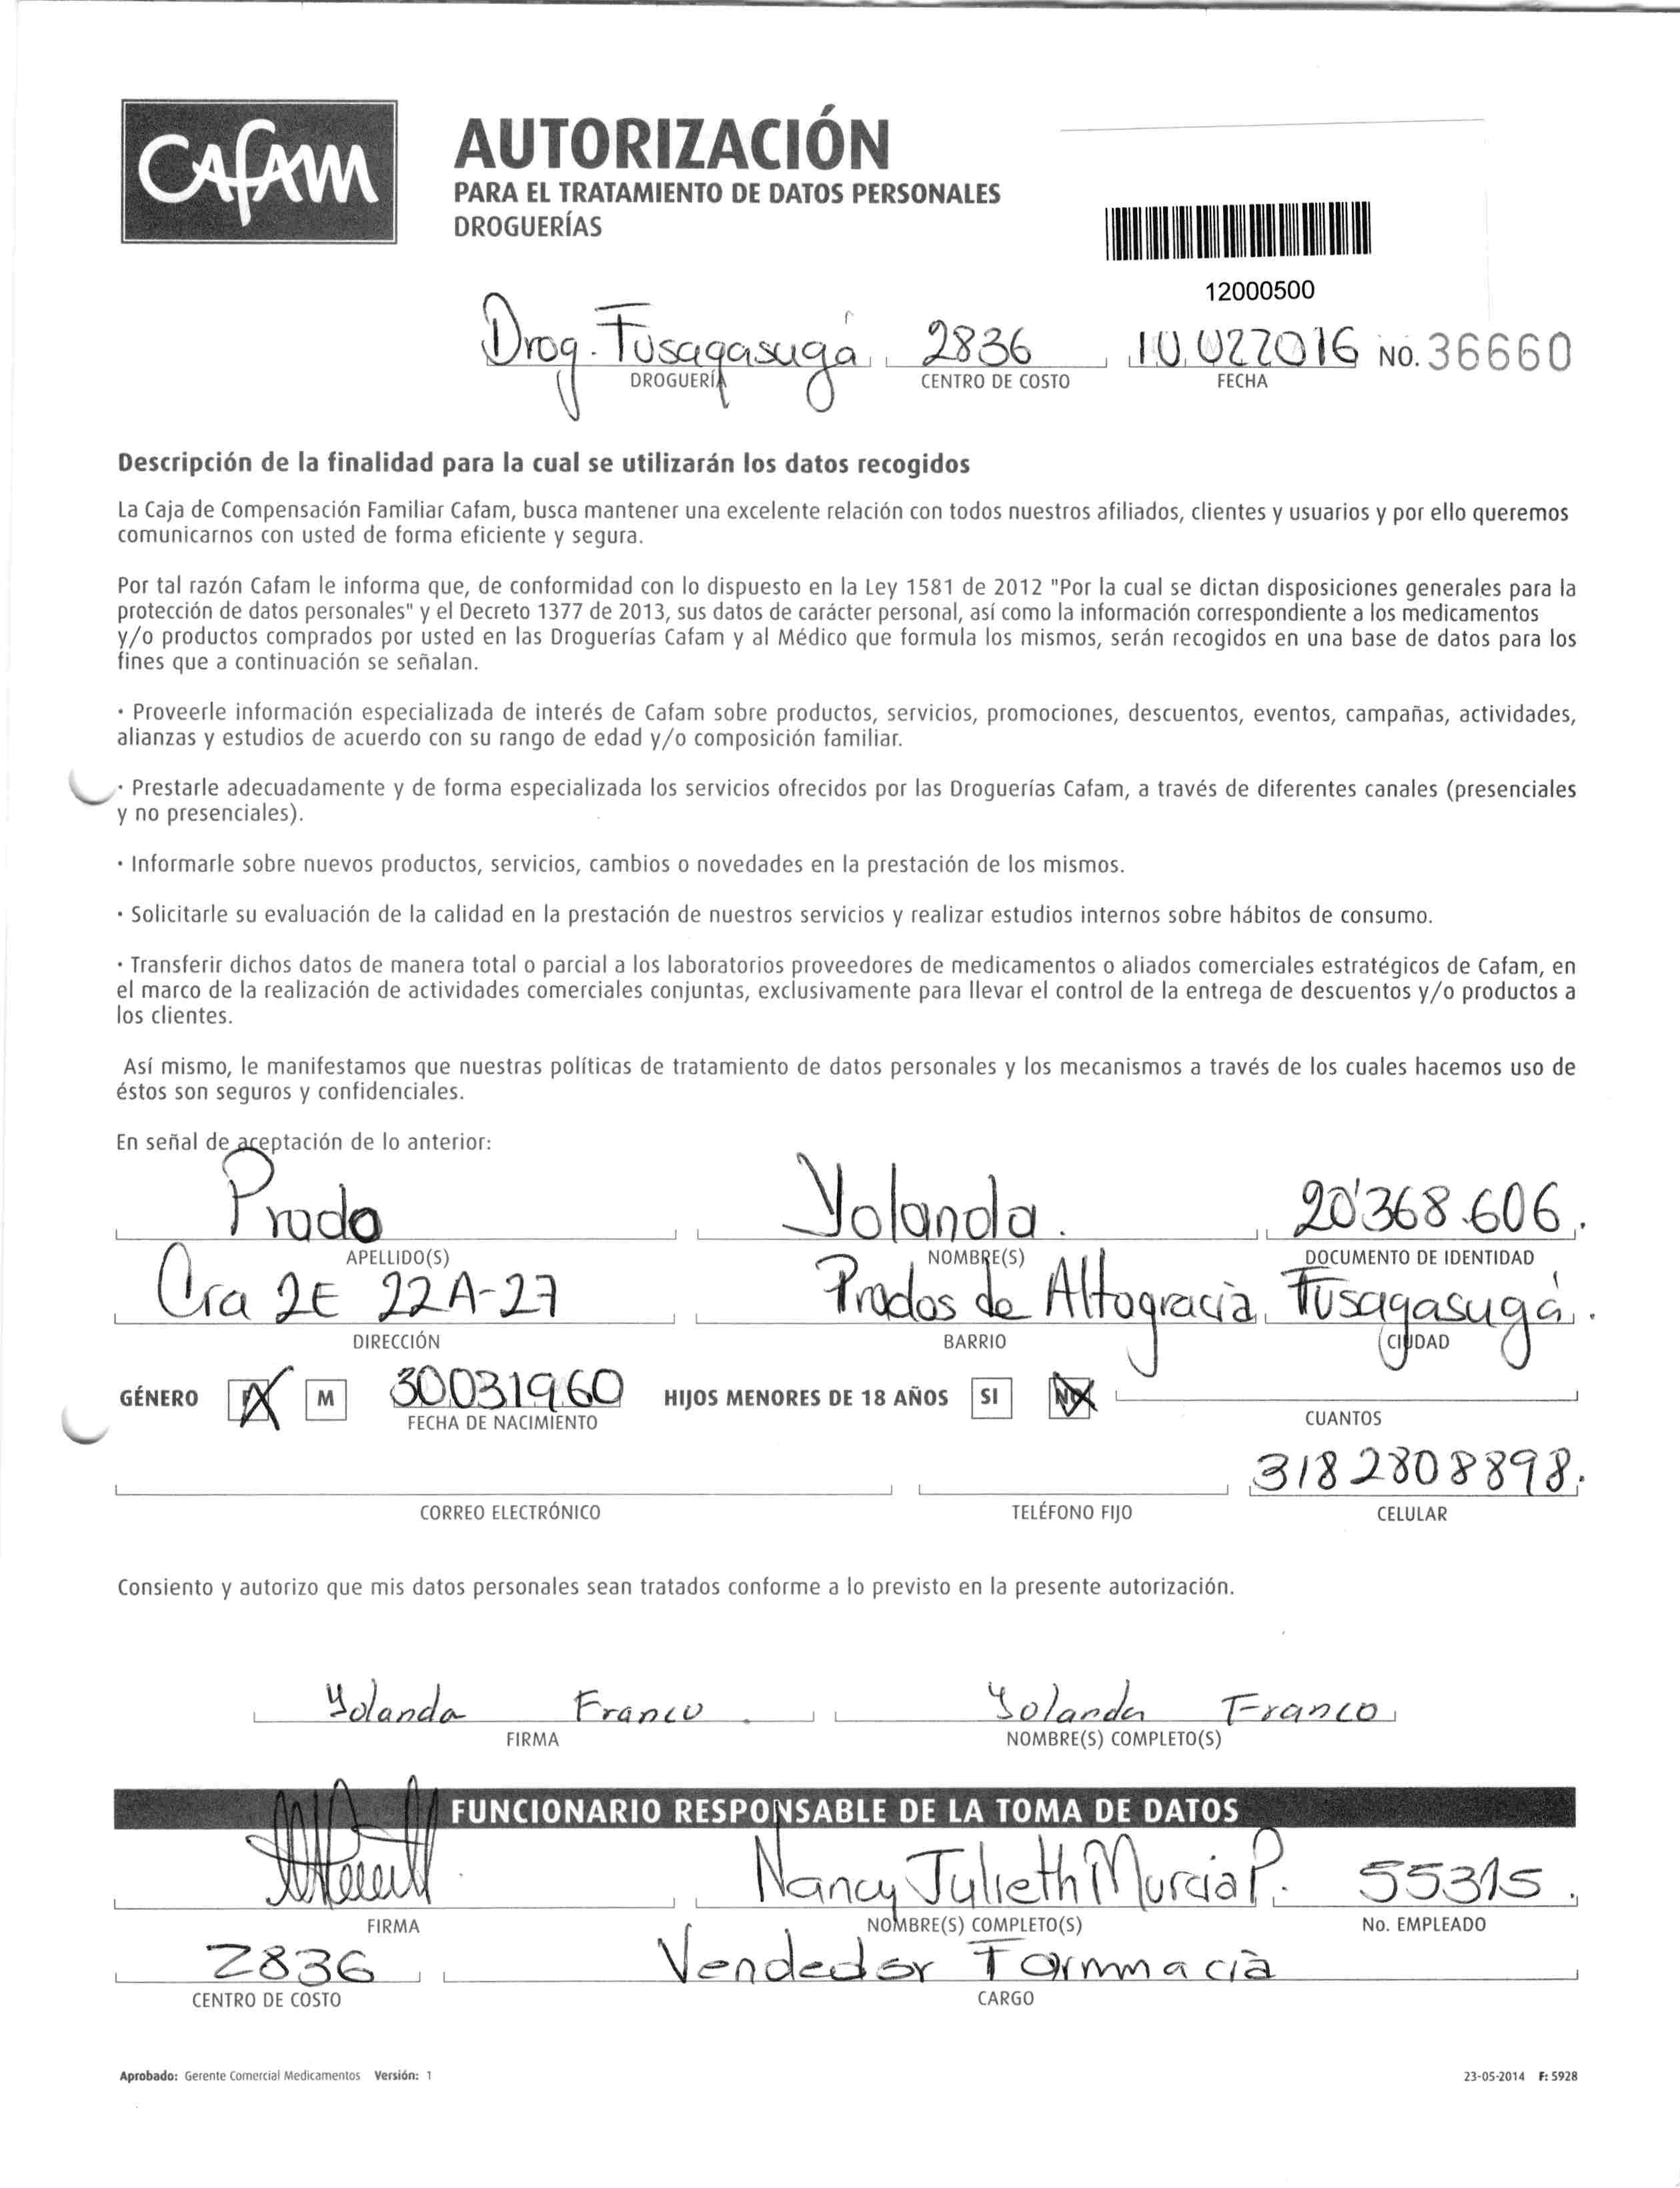 CAFAM
AUTORIZACIÓN
PARA EL TRATAMIENTO DE DATOS PERSONALES
DROGUERÍAS
12000500
Drog. Fusagasugá 2836 10 02 2016 NO. 36660
DROGUERÍA CENTRO DE COSTO FECHA
Descripción de la finalidad para la cual se utilizarán los datos recogidos
La Caja de Compensación Familiar Cafam, busca mantener una excelente relación con todos nuestros afiliados, clientes y usuarios y por ello queremos
comunicarnos con usted de forma eficiente y segura.
Por tal razón Cafam le informa que, de conformidad con lo dispuesto en la Ley 1581 de 2012 "Por la cual se dictan disposiciones generales para la
protección de datos personales" y el Decreto 1377 de 2013, sus datos de carácter personal, así como la información correspondiente a los medicamentos
y/o productos comprados por usted en las Droguerías Cafam y al Médico que formula los mismos, serán recogidos en una base de datos para los
fines que a continuación se señalan.
· Proveerle información especializada de interés de Cafam sobre productos, servicios, promociones, descuentos, eventos, campañas, actividades,
alianzas y estudios de acuerdo con su rango de edad y/o composición familiar.
· Prestarle adecuadamente y de forma especializada los servicios ofrecidos por las Droguerías Cafam, a través de diferentes canales (presenciales
y no presenciales).
· Informarle sobre nuevos productos, servicios, cambios o novedades en la prestación de los mismos.
· Solicitarle su evaluación de la calidad en la prestación de nuestros servicios y realizar estudios internos sobre hábitos de consumo.
· Transferir dichos datos de manera total o parcial a los laboratorios proveedores de medicamentos o aliados comerciales estratégicos de Cafam, en
el marco de la realización de actividades comerciales conjuntas, exclusivamente para llevar el control de la entrega de descuentos y/o productos a
los clientes.
Así mismo, le manifestamos que nuestras políticas de tratamiento de datos personales y los mecanismos a través de los cuales hacemos uso de
éstos son seguros y confidenciales.
En señal de aceptación de lo anterior:
Prado Yolanda. 20'368.606.
APELLIDO(S) NOMBRE(S) DOCUMENTO DE IDENTIDAD
Cra 2E 22A-27 Prados de Altagracia Fusagasugá.
DIRECCIÓN BARRIO CIUDAD
GÉNERO F M 30031960 HIJOS MENORES DE 18 AÑOS SI NO
FECHA DE NACIMIENTO CUANTOS
3182808898.
CORREO ELECTRÓNICO TELÉFONO FIJO CELULAR
Consiento y autorizo que mis datos personales sean tratados conforme a lo previsto en la presente autorización.
Yolanda Franco. Yolanda Franco
FIRMA NOMBRE(S) COMPLETO(S)
FUNCIONARIO RESPONSABLE DE LA TOMA DE DATOS
Nancy Julieth Murcia P. 55315.
FIRMA NOMBRE(S) COMPLETO(S) No. EMPLEADO
2836 Vendedor Farmacia
CENTRO DE COSTO CARGO
Aprobado: Gerente Comercial Medicamentos Versión: 1 23-05-2014 F: 5928